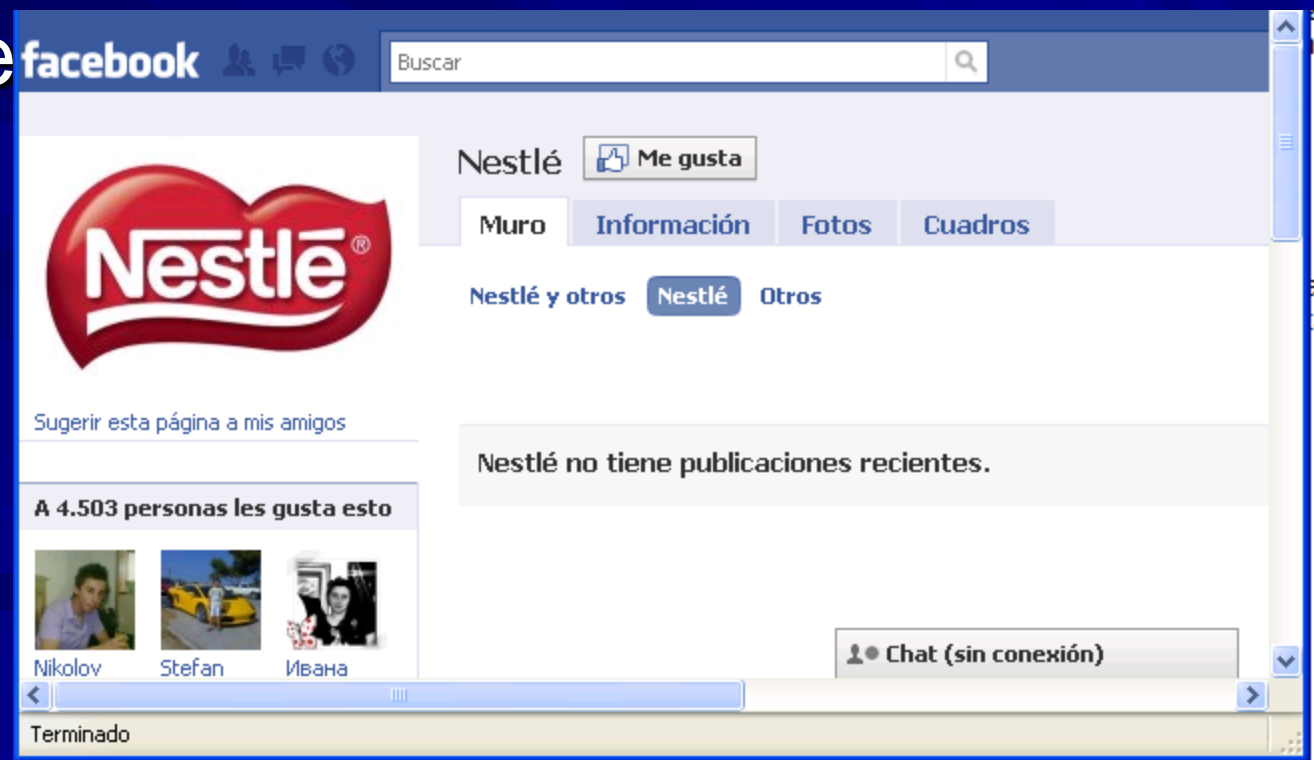 e
facebook
Buscar
Nestlé Me gusta
Muro Información Fotos Cuadros
Nestlé y otros Nestlé Otros
Nestlé®
Sugerir esta página a mis amigos
Nestlé no tiene publicaciones recientes.
A 4.503 personas les gusta esto
Nikolov Stefan Ивана
Chat (sin conexión)
Terminado